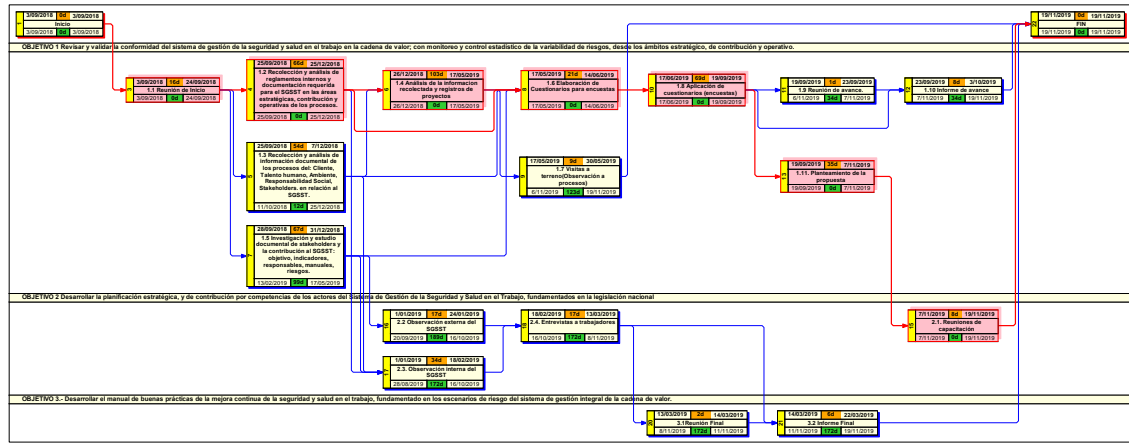 1
3/09/2018 0d 3/09/2018
Inicio
3/09/2018 0d 3/09/2018
22
19/11/2019 0d 19/11/2019
FIN
19/11/2019 0d 19/11/2019
OBJETIVO 1 Revisar y validar la conformidad del sistema de gestión de la seguridad y salud en el trabajo en la cadena de valor; con monitoreo y control estadístico de la variabilidad de riesgos, desde los ámbitos estratégico, de contribución y operativo.
3
3/09/2018 16d 24/09/2018
1.1 Reunión de Inicio
3/09/2018 0d 24/09/2018
4
25/09/2018 66d 25/12/2018
1.2 Recolección y análisis de
reglamentos internos y
documentación requerida
para el SGSST en las áreas
estratégicas, contribución y
operativas de los procesos.
25/09/2018 0d 25/12/2018
6
26/12/2018 103d 17/05/2019
1.4 Análisis de la informacion
recolectada y registros de
proyectos
26/12/2018 0d 17/05/2019
8
17/05/2019 21d 14/06/2019
1.6 Elaboración de
Cuestionarios para encuestas
17/05/2019 0d 14/06/2019
10
17/06/2019 69d 19/09/2019
1.8 Aplicación de
cuestionarios (encuestas)
17/06/2019 0d 19/09/2019
11
19/09/2019 1d 23/09/2019
1.9 Reunión de avance.
6/11/2019 34d 7/11/2019
12
23/09/2019 8d 3/10/2019
1.10 Informe de avance
7/11/2019 34d 19/11/2019
5
25/09/2018 54d 7/12/2018
1.3 Recolección y análisis de
información documental de
los procesos del: Cliente,
Talento humano, Ambiente,
Responsabilidad Social,
Stakeholders. en relación al
SGSST.
11/10/2018 12d 25/12/2018
9
17/05/2019 9d 30/05/2019
1.7 Visitas a
terreno(Observación a
procesos)
6/11/2019 123d 19/11/2019
13
19/09/2019 35d 7/11/2019
1.11. Planteamiento de la
propuesta
19/09/2019 0d 7/11/2019
7
28/09/2018 67d 31/12/2018
1.5 Investigación y estudio
documental de stakeholders y
la contribución al SGSST:
objetivo, indicadores,
responsables, manuales,
riesgos.
13/02/2019 99d 17/05/2019
OBJETIVO 2 Desarrollar la planificación estratégica, y de contribución por competencias de los actores del Sistema de Gestión de la Seguridad y Salud en el Trabajo, fundamentados en la legislación nacional
16
1/01/2019 17d 24/01/2019
2.2 Observación externa del
SGSST
20/09/2019 189d 16/10/2019
18
18/02/2019 17d 13/03/2019
2.4. Entrevistas a trabajadores
16/10/2019 172d 8/11/2019
15
7/11/2019 8d 19/11/2019
2.1. Reuniones de
capacitación
7/11/2019 0d 19/11/2019
17
1/01/2019 34d 18/02/2019
2.3. Observación interna del
SGSST
28/08/2019 172d 16/10/2019
OBJETIVO 3.- Desarrollar el manual de buenas prácticas de la mejora continua de la seguridad y salud en el trabajo, fundamentado en los escenarios de riesgo del sistema de gestión integral de la cadena de valor.
20
13/03/2019 2d 14/03/2019
3.1Reunión Final
8/11/2019 172d 11/11/2019
21
14/03/2019 6d 22/03/2019
3.2 Informe Final
11/11/2019 172d 19/11/2019